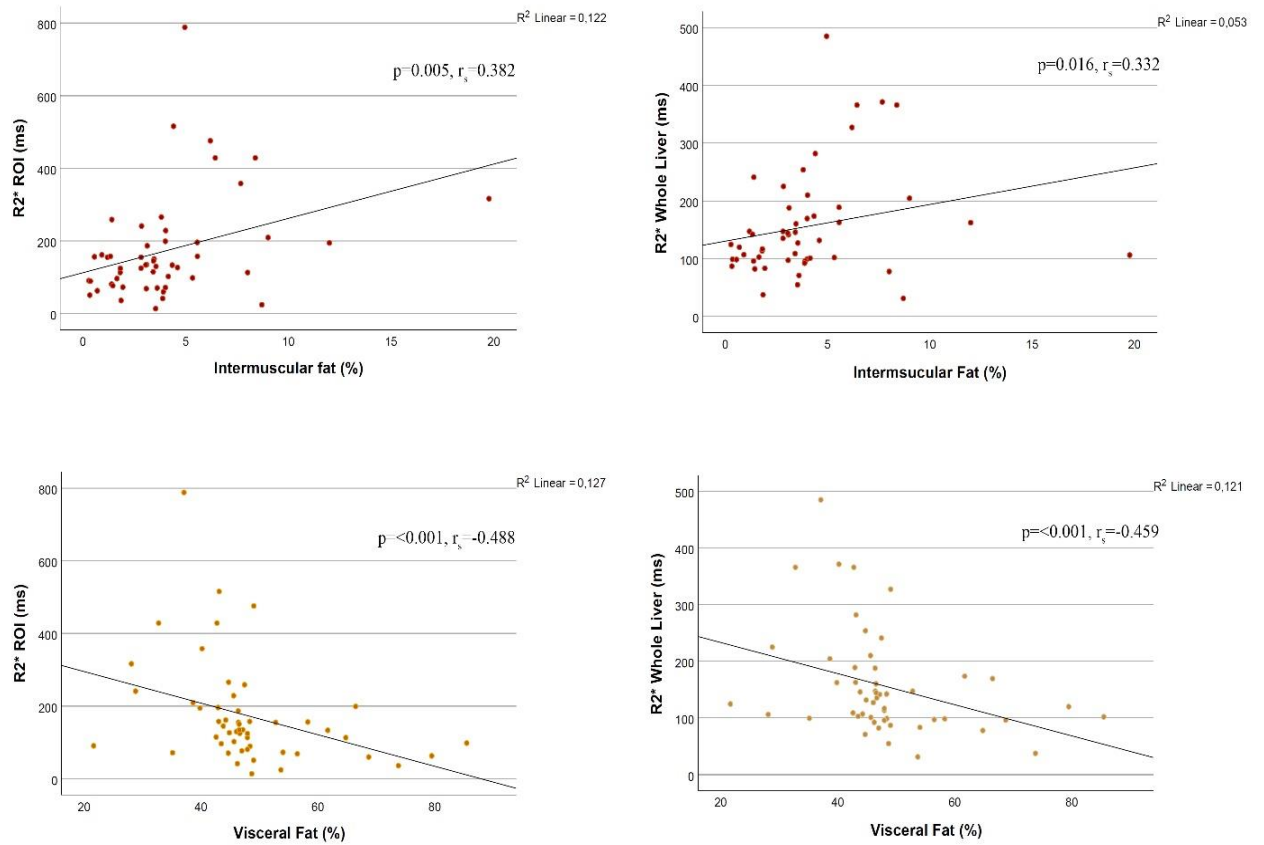 R2 Linear = 0,122
p=0.005, rs=0.382
800
600
400
200
0
R2* ROI (ms)
0 5 10 15 20
Intermuscular fat (%)
R2 Linear = 0,053
p=0.016, rs=0.332
500
400
300
200
100
0
R2* Whole Liver (ms)
0 5 10 15 20
Intermsucular Fat (%)
R2 Linear = 0,127
p=<0.001, rs=-0.488
800
600
400
200
0
R2* ROI (ms)
20 40 60 80
Visceral Fat (%)
R2 Linear = 0,121
p=<0.001, rs=-0.459
500
400
300
200
100
0
R2* Whole Liver (ms)
20 40 60 80
Visceral Fat (%)